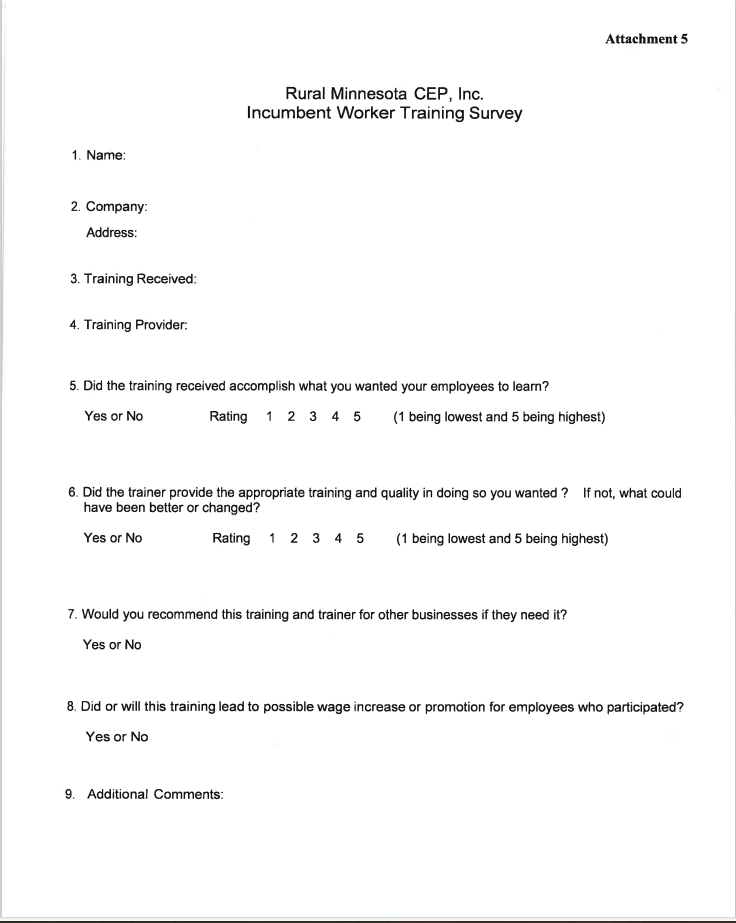 Attachment 5
Rural Minnesota CEP, Inc.
Incumbent Worker Training Survey
1. Name:
2. Company:
Address:
3. Training Received:
4. Training Provider:
5. Did the training received accomplish what you wanted your employees to learn?
Yes or No Rating 1 2 3 4 5 (1 being lowest and 5 being highest)
6. Did the trainer provide the appropriate training and quality in doing so you wanted ? If not, what could
have been better or changed?
Yes or No Rating 1 2 3 4 5 (1 being lowest and 5 being highest)
7. Would you recommend this training and trainer for other businesses if they need it?
Yes or No
8. Did or will this training lead to possible wage increase or promotion for employees who participated?
Yes or No
9. Additional Comments: